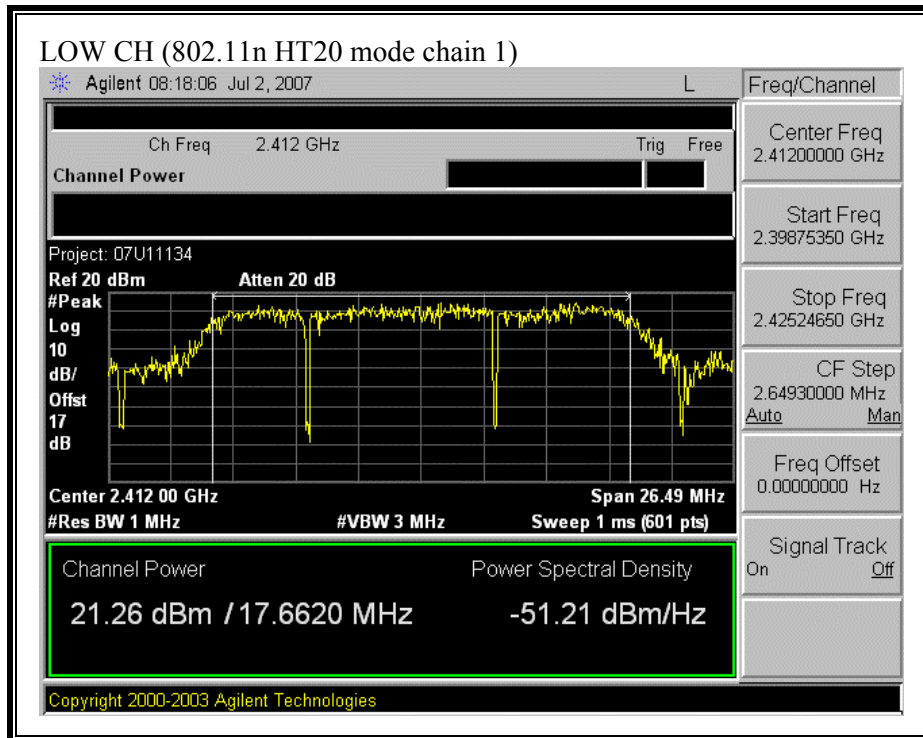 LOW CH (802.11n HT20 mode chain 1)
Agilent 08:18:06 Jul 2, 2007 L Freq/Channel
Ch Freq 2.412 GHz Trig Free
Channel Power
Center Freq
2.41200000 GHz
Start Freq
2.39875350 GHz
Project: 07U11134
Ref 20 dBm Atten 20 dB
#Peak
Log
10
dB/
Offst
17
dB
Stop Freq
2.42524650 GHz
CF Step
2.64930000 MHz
Auto Man
Freq Offset
0.00000000 Hz
Center 2.412 00 GHz Span 26.49 MHz
#Res BW 1 MHz #VBW 3 MHz Sweep 1 ms (601 pts)
Signal Track
On Off
Channel Power Power Spectral Density
21.26 dBm / 17.6620 MHz -51.21 dBm/Hz
Copyright 2000-2003 Agilent Technologies